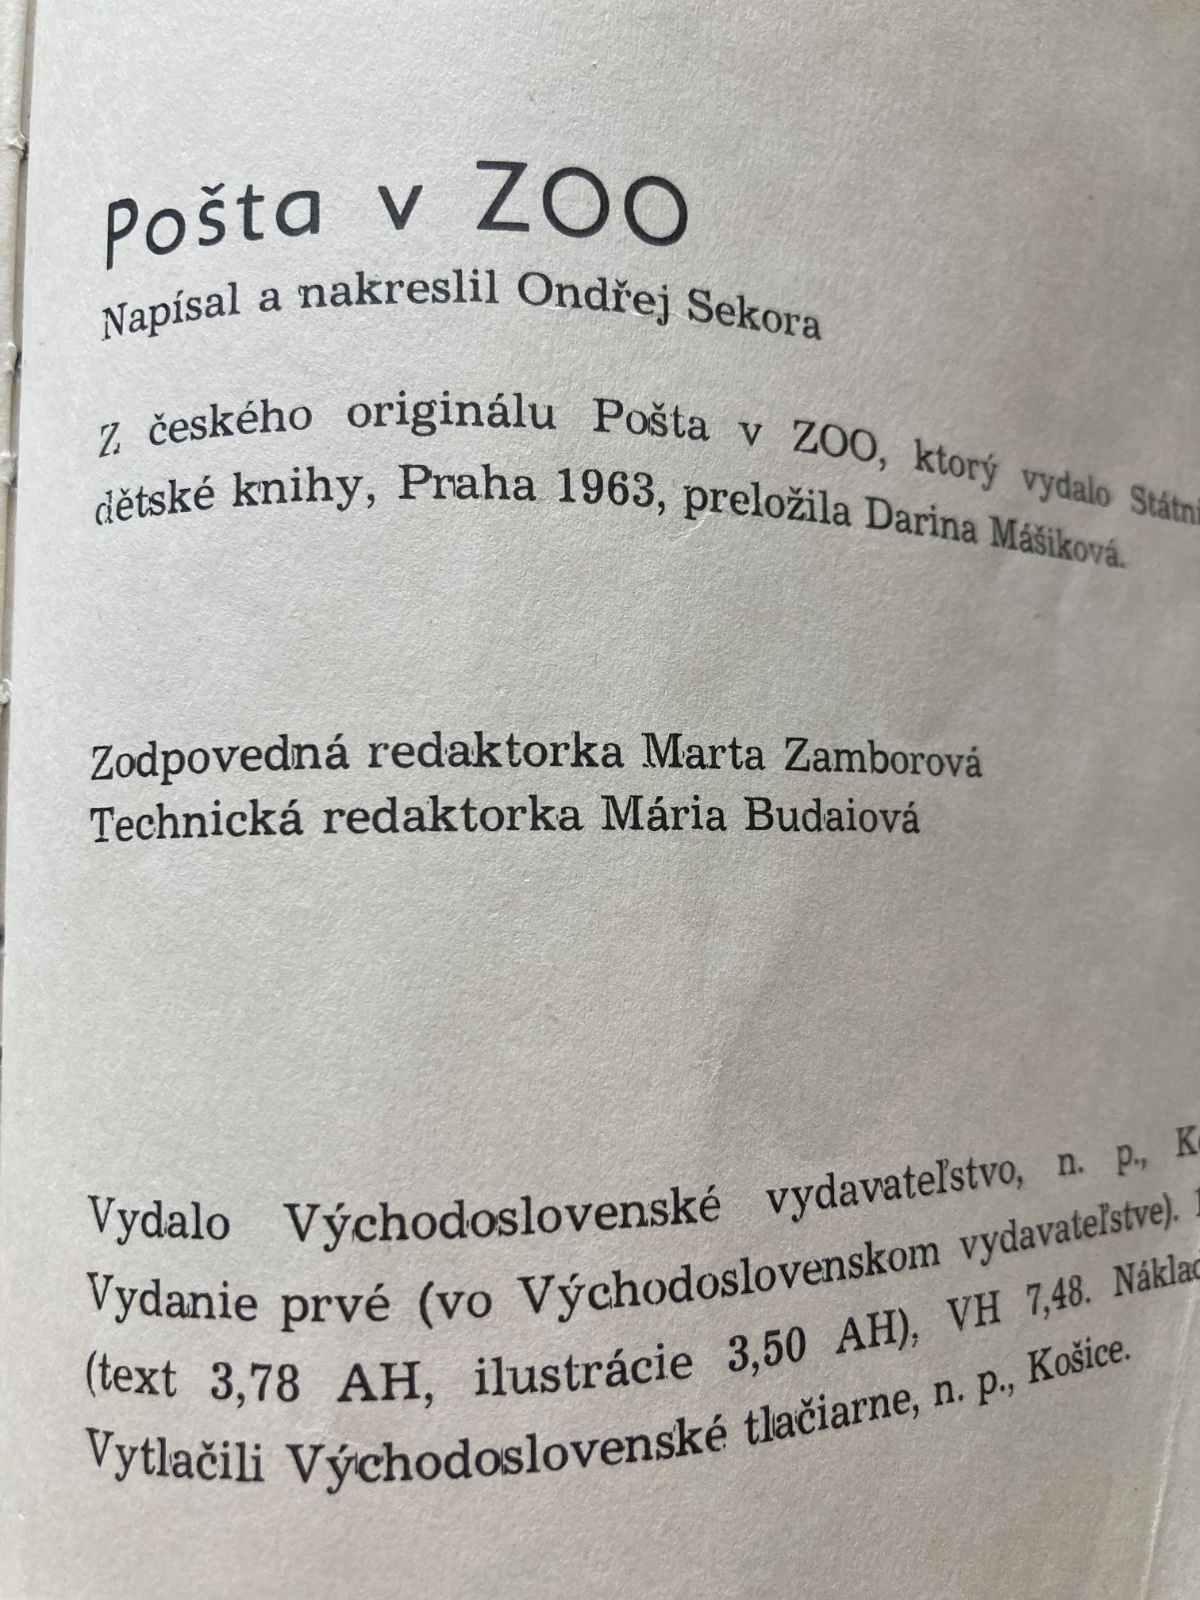 Pošta v ZOO
Napísal a nakreslil Ondřej Sekora
Z českého originálu Pošta v ZOO, ktorý vydalo Státní
dětské knihy, Praha 1963, preložila Darina Mášiková.
Zodpovedná redaktorka Marta Zamborová
Technická redaktorka Mária Budaiová
Vydalo Východoslovenské vydavateľstvo, n. p.,
Vydanie prvé (vo Východoslovenskom vydavateľstve).
(text 3,78 AH, ilustrácie 3,50 AH), VH 7,48. Náklad
Vytlačili Východoslovenské tlačiarne, n. p., Košice.